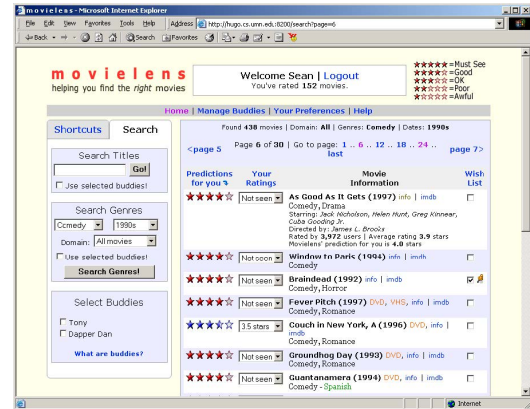 movielens - Microsoft Internet Explorer
File Edit View Favorites Tools Help Address http://hugo.cs.umn.edu:8200/search?page=6
Back Search Favorites
movielens
helping you find the right movies
Welcome Sean | Logout
You've rated 152 movies.
★★★★★ =Must See
★★★★☆ =Good
★★★☆☆ =OK
★★☆☆☆ =Poor
★☆☆☆☆ =Awful
Home | Manage Buddies | Your Preferences | Help
Shortcuts Search
Search Titles
Go!
Use selected buddies!
Search Genres
Comedy 1990s
Domain: All movies
Use selected buddies!
Search Genres!
Select Buddies
Tony
Dapper Dan
What are buddies?
Found 438 movies | Domain: All | Genres: Comedy | Dates: 1990s
<page 5 Page 6 of 30 | Go to page: 1 .. 6 .. 12 .. 18 .. 24 .. page 7>
last
Predictions Your Movie Wish
for you Ratings Information List
★★★★☆ Not seen As Good As It Gets (1997) info | imdb
Comedy, Drama
Starring: Jack Nicholson, Helen Hunt, Greg Kinnear,
Cuba Gooding Jr.
Directed by: James L. Brooks
Rated by 3,972 users | Average rating 3.9 stars
Movielens' prediction for you is 4.0 stars
★★★★☆ Not seen Window to Paris (1994) info | imdb
Comedy
★★★★☆ Not seen Braindead (1992) info | imdb
Comedy, Horror
★★★★☆ Not seen Fever Pitch (1997) DVD, VHS, info | imdb
Comedy, Romance
3.5 stars Couch in New York, A (1996) DVD, info |
imdb
Comedy, Romance
★★★★☆ Not seen Groundhog Day (1993) DVD, info | imdb
Comedy, Romance
★★★★☆ Not seen Guantanamera (1994) DVD, info | imdb
Comedy - Spanish
Internet